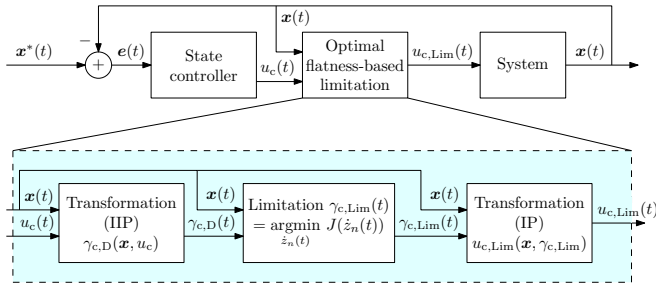 x(t)
−
x*(t)
+
e(t)
State
controller
u_c(t)
Optimal
flatness-based
limitation
u_c,Lim(t)
System
x(t)
x(t)
u_c(t)
Transformation
(IIP)
γ_c,D(x, u_c)
x(t)
γ_c,D(t)
Limitation γ_c,Lim(t)
= argmin J(ż_n(t))
ż_n(t)
x(t)
γ_c,Lim(t)
Transformation
(IP)
u_c,Lim(x, γ_c,Lim)
u_c,Lim(t)